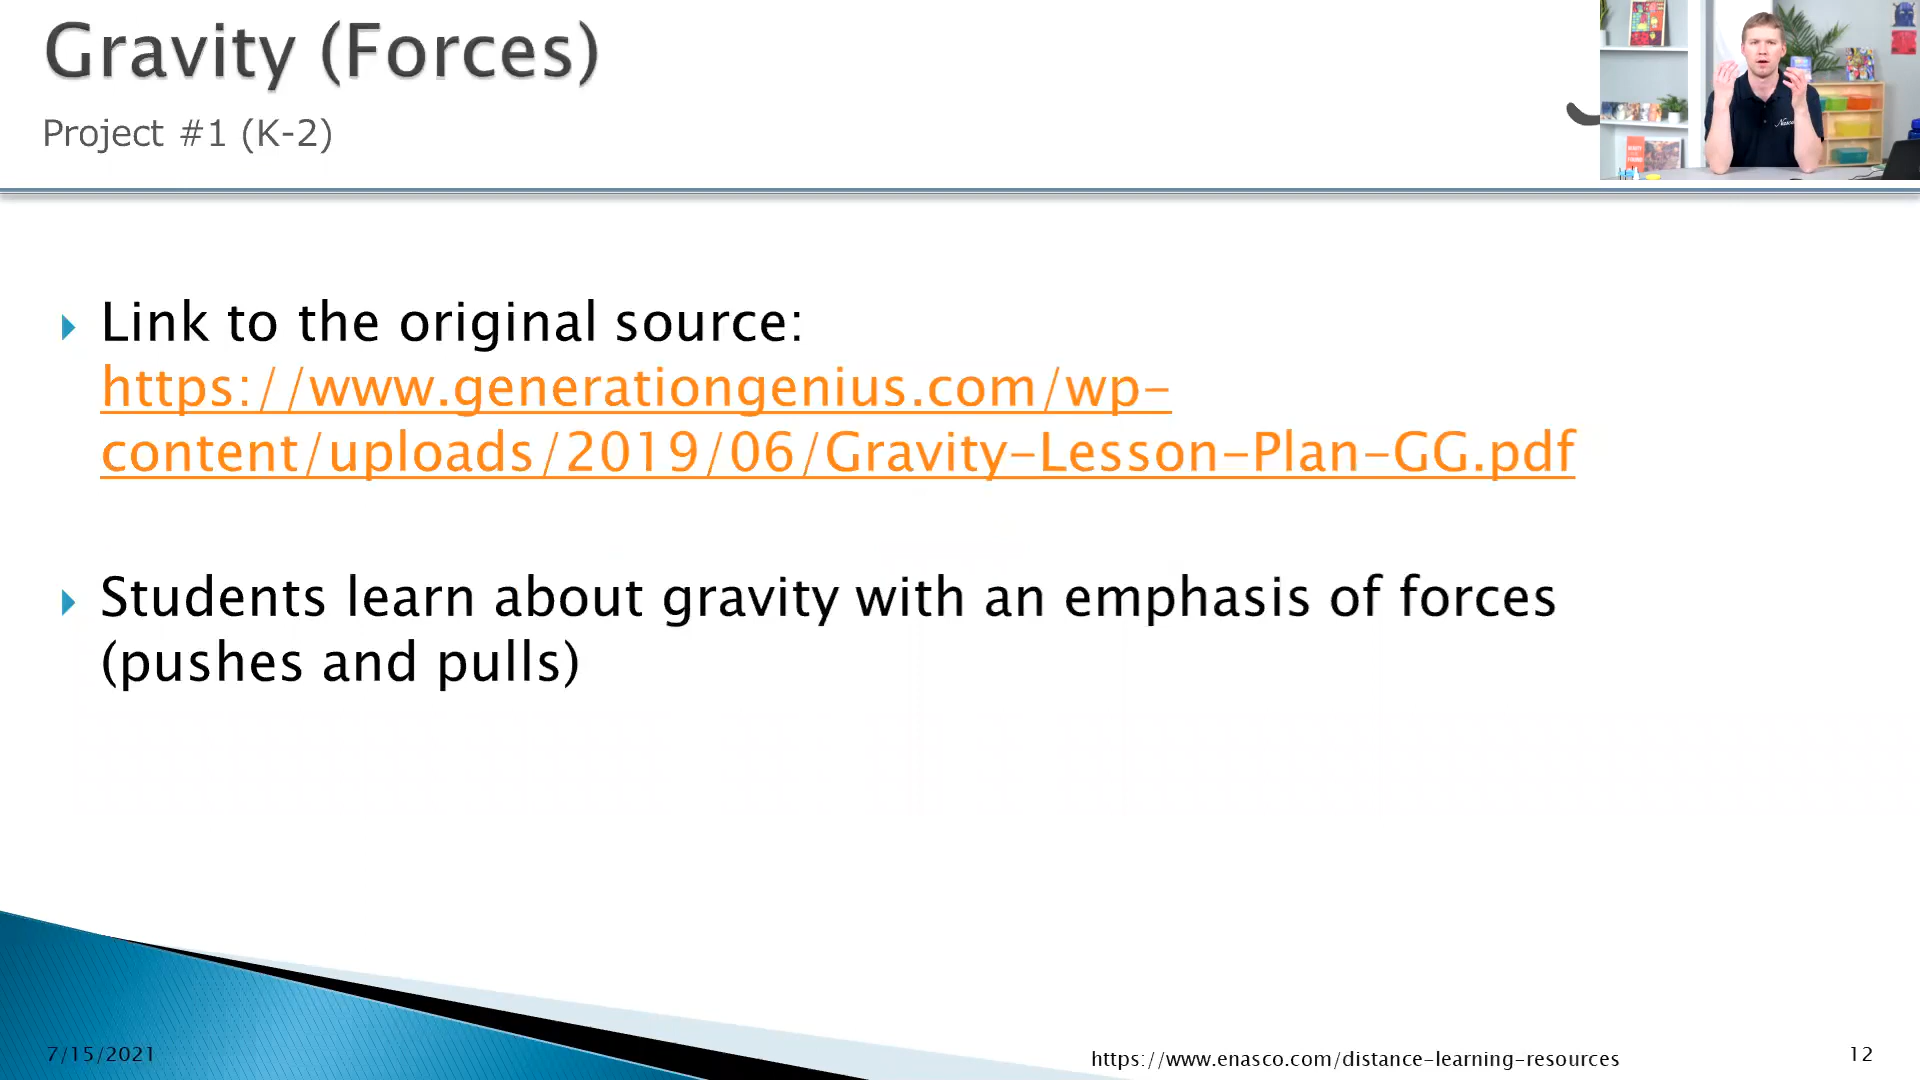 Gravity (Forces)
Project #1 (K-2)
Link to the original source:
https://www.generationgenius.com/wp-
content/uploads/2019/06/Gravity-Lesson-Plan-GG.pdf
Students learn about gravity with an emphasis of forces
(pushes and pulls)
7/15/2021
https://www.enasco.com/distance-learning-resources
12